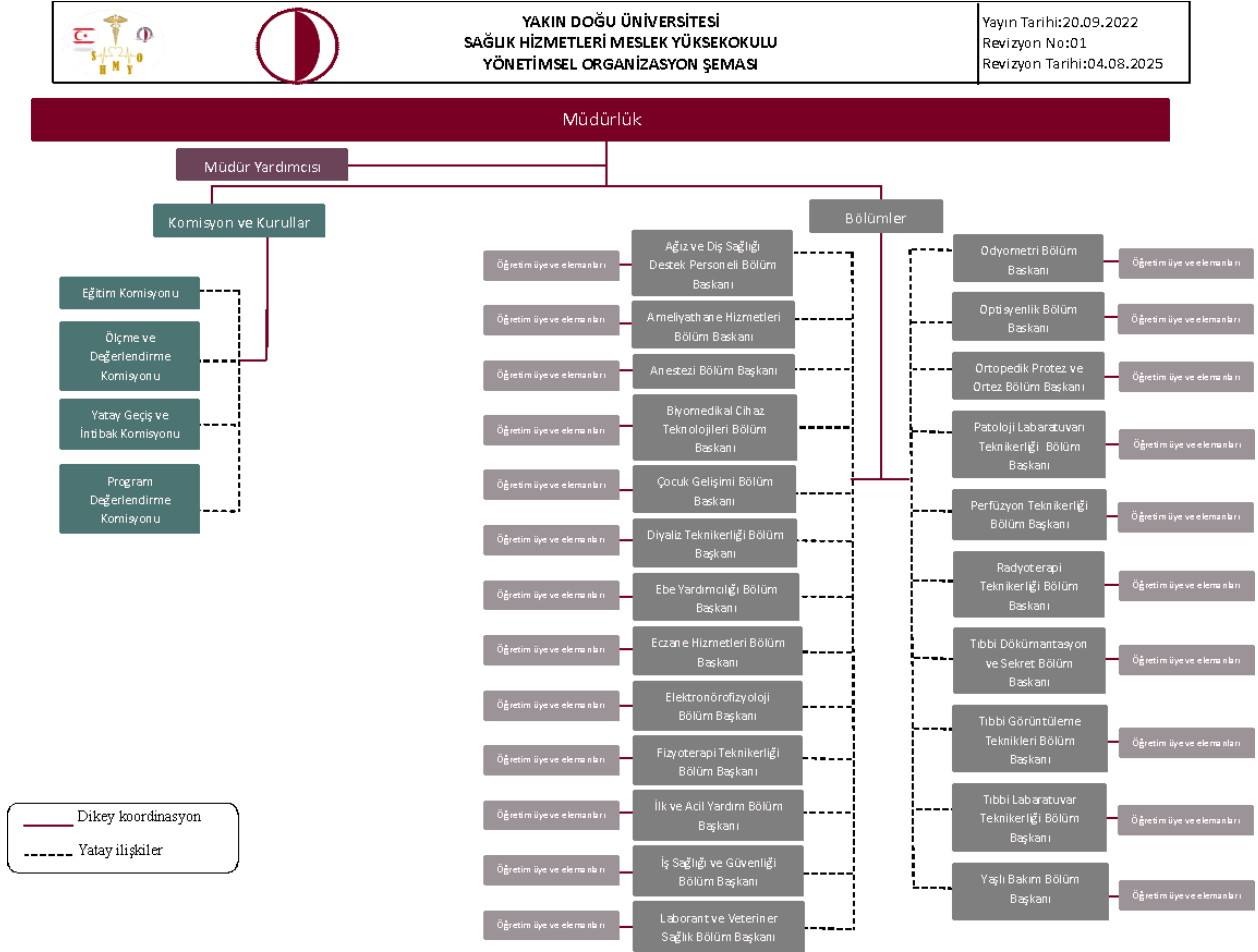 S H M Y O
YAKIN DOĞU ÜNİVERSİTESİ
SAĞLIK HİZMETLERİ MESLEK YÜKSEKOKULU
YÖNETİMSEL ORGANİZASYON ŞEMASI
Yayın Tarihi:20.09.2022
Revizyon No:01
Revizyon Tarihi:04.08.2025
Müdürlük
Müdür Yardımcısı
Komisyon ve Kurullar
Bölümler
Eğitim Komisyonu
Ölçme ve
Değerlendirme
Komisyonu
Yatay Geçiş ve
İntibak Komisyonu
Program
Değerlendirme
Komisyonu
Öğretim üye ve elemanları
Ağız ve Diş Sağlığı
Destek Personeli Bölüm
Başkanı
Öğretim üye ve elemanları
Ameliyathane Hizmetleri
Bölüm Başkanı
Öğretim üye ve elemanları
Anestezi Bölüm Başkanı
Öğretim üye ve elemanları
Biyomedikal Cihaz
Teknolojileri Bölüm
Başkanı
Öğretim üye ve elemanları
Çocuk Gelişimi Bölüm
Başkanı
Öğretim üye ve elemanları
Diyaliz Teknikerliği Bölüm
Başkanı
Öğretim üye ve elemanları
Ebe Yardımcılığı Bölüm
Başkanı
Öğretim üye ve elemanları
Eczane Hizmetleri Bölüm
Başkanı
Öğretim üye ve elemanları
Elektronörofizyoloji
Bölüm Başkanı
Öğretim üye ve elemanları
Fizyoterapi Teknikerliği
Bölüm Başkanı
Öğretim üye ve elemanları
İlk ve Acil Yardım Bölüm
Başkanı
Öğretim üye ve elemanları
İş Sağlığı ve Güvenliği
Bölüm Başkanı
Öğretim üye ve elemanları
Laborant ve Veteriner
Sağlık Bölüm Başkanı
Odyometri Bölüm
Başkanı
Öğretim üye ve elemanları
Optisyenlik Bölüm
Başkanı
Öğretim üye ve elemanları
Ortopedik Protez ve
Ortez Bölüm Başkanı
Öğretim üye ve elemanları
Patoloji Labaratuvarı
Teknikerliği Bölüm
Başkanı
Öğretim üye ve elemanları
Perfüzyon Teknikerliği
Bölüm Başkanı
Öğretim üye ve elemanları
Radyoterapi
Teknikerliği Bölüm
Başkanı
Öğretim üye ve elemanları
Tıbbi Dökümantasyon
ve Sekret Bölüm
Başkanı
Öğretim üye ve elemanları
Tıbbi Görüntüleme
Teknikleri Bölüm
Başkanı
Öğretim üye ve elemanları
Tıbbi Labaratuvar
Teknikerliği Bölüm
Başkanı
Öğretim üye ve elemanları
Yaşlı Bakım Bölüm
Başkanı
Öğretim üye ve elemanları
Dikey koordinasyon
Yatay ilişkiler